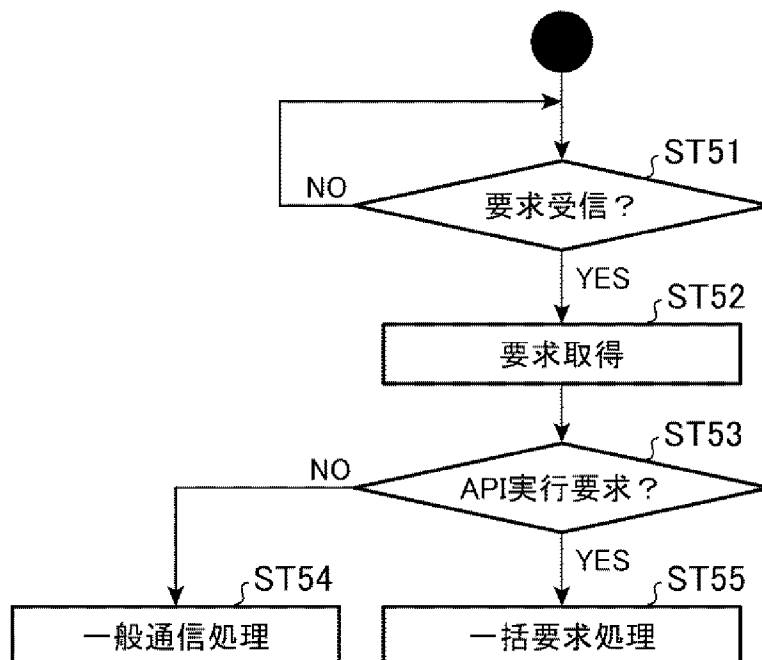 ST51
NO
要求受信？
YES
ST52
要求取得
ST53
NO
API実行要求？
YES
ST54
ST55
一般通信処理
一括要求処理